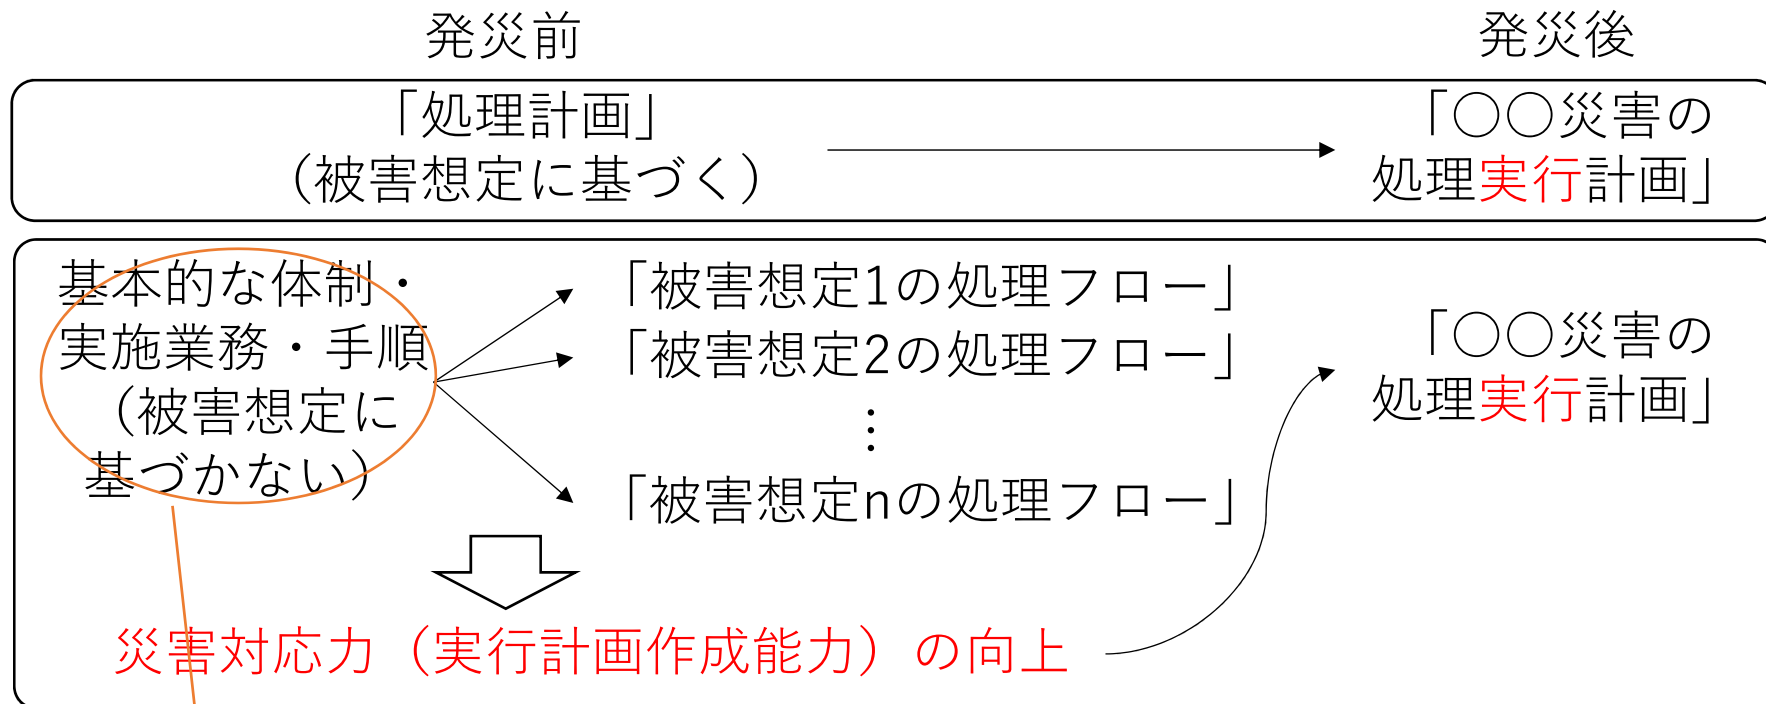 発災前
発災後
「処理計画」
（被害想定に基づく）
「○○災害の
処理実行計画」
基本的な体制・
実施業務・手順
（被害想定に
基づかない）
「被害想定1の処理フロー」
「被害想定2の処理フロー」
⋮
「被害想定nの処理フロー」
「○○災害の
処理実行計画」
災害対応力（実行計画作成能力）の向上